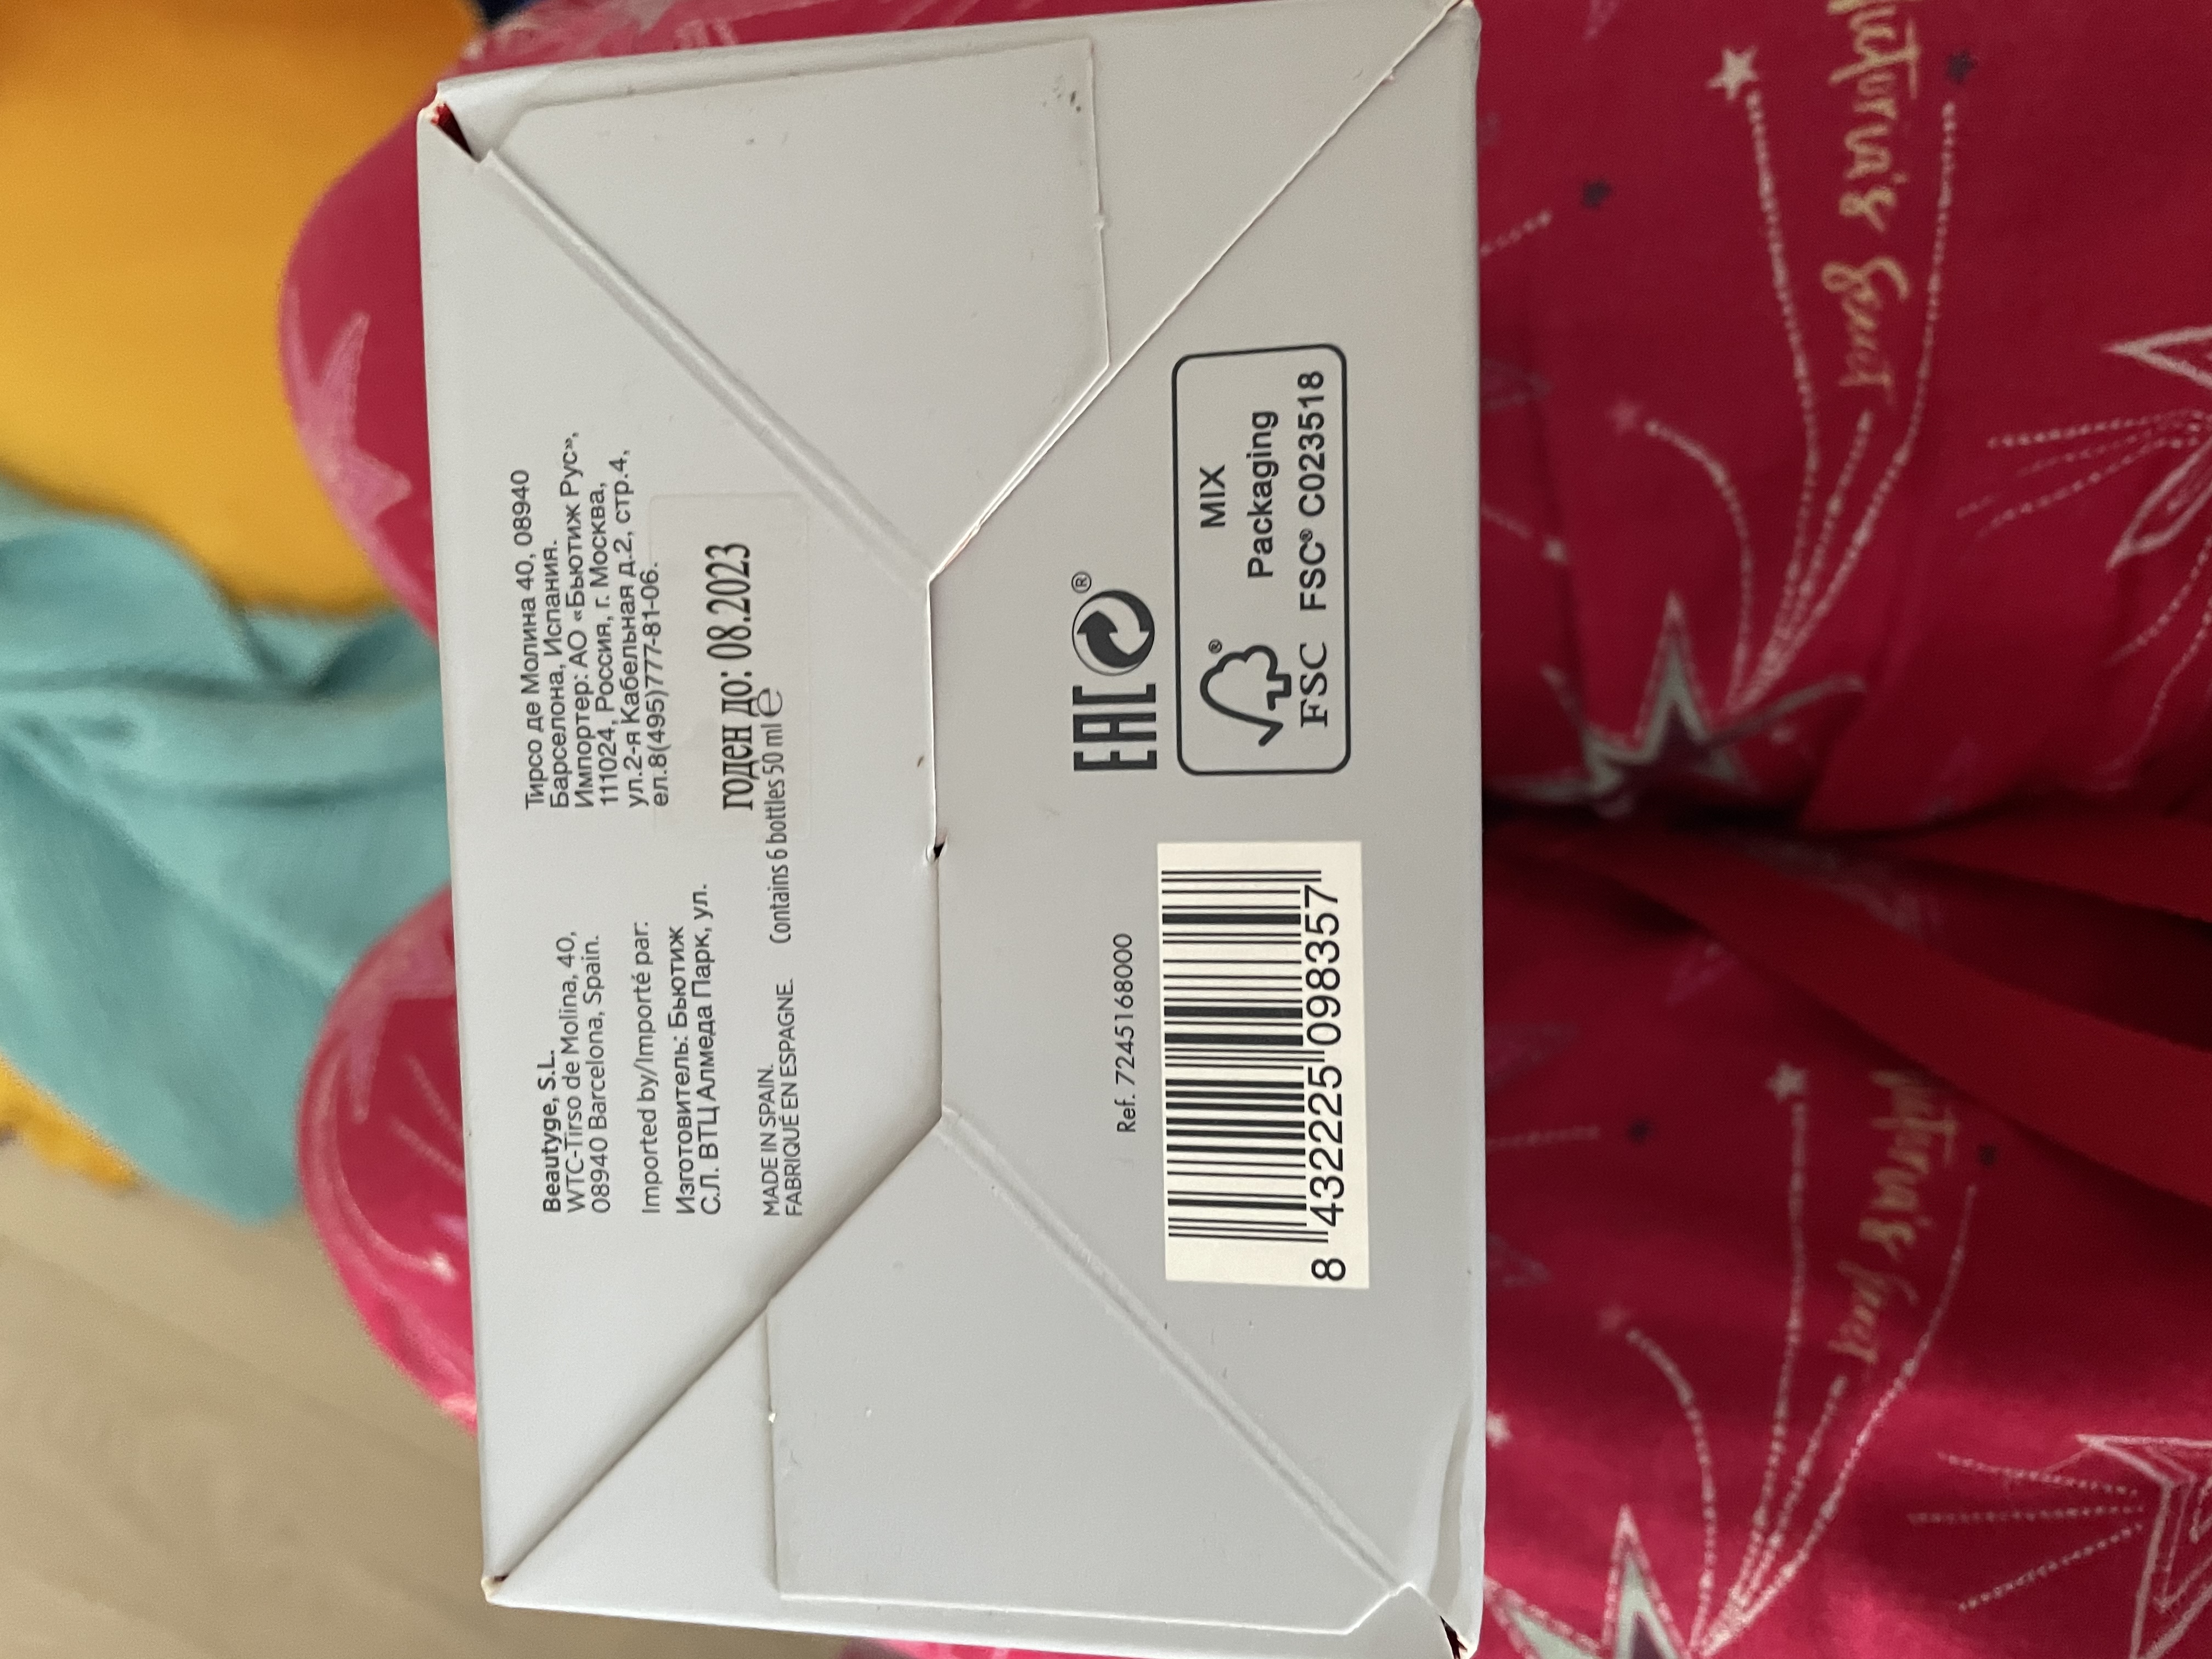 Beautyge, S.L.
WTC-Tirso de Molina, 40,
08940 Barcelona, Spain.
Imported by/Importé par:
Изготовитель: Бьютиж
С.Л. ВТЦ Алмеда Парк, ул.
Тирсо де Молина 40, 08940
Барселона, Испания.
Импортер: АО «Бьютиж Рус»,
111024, Россия, г. Москва,
ул.2-я Кабельная д.2, стр.4,
ел.8(495)777-81-06.
ГОДЕН ДО: 08.2023
MADE IN SPAIN.
FABRIQUÉ EN ESPAGNE.
Contains 6 bottles 50 ml ℮
Ref. 7245168000
8 432225 098357
EAC ®
MIX
Packaging
FSC® C023518
FSC ®